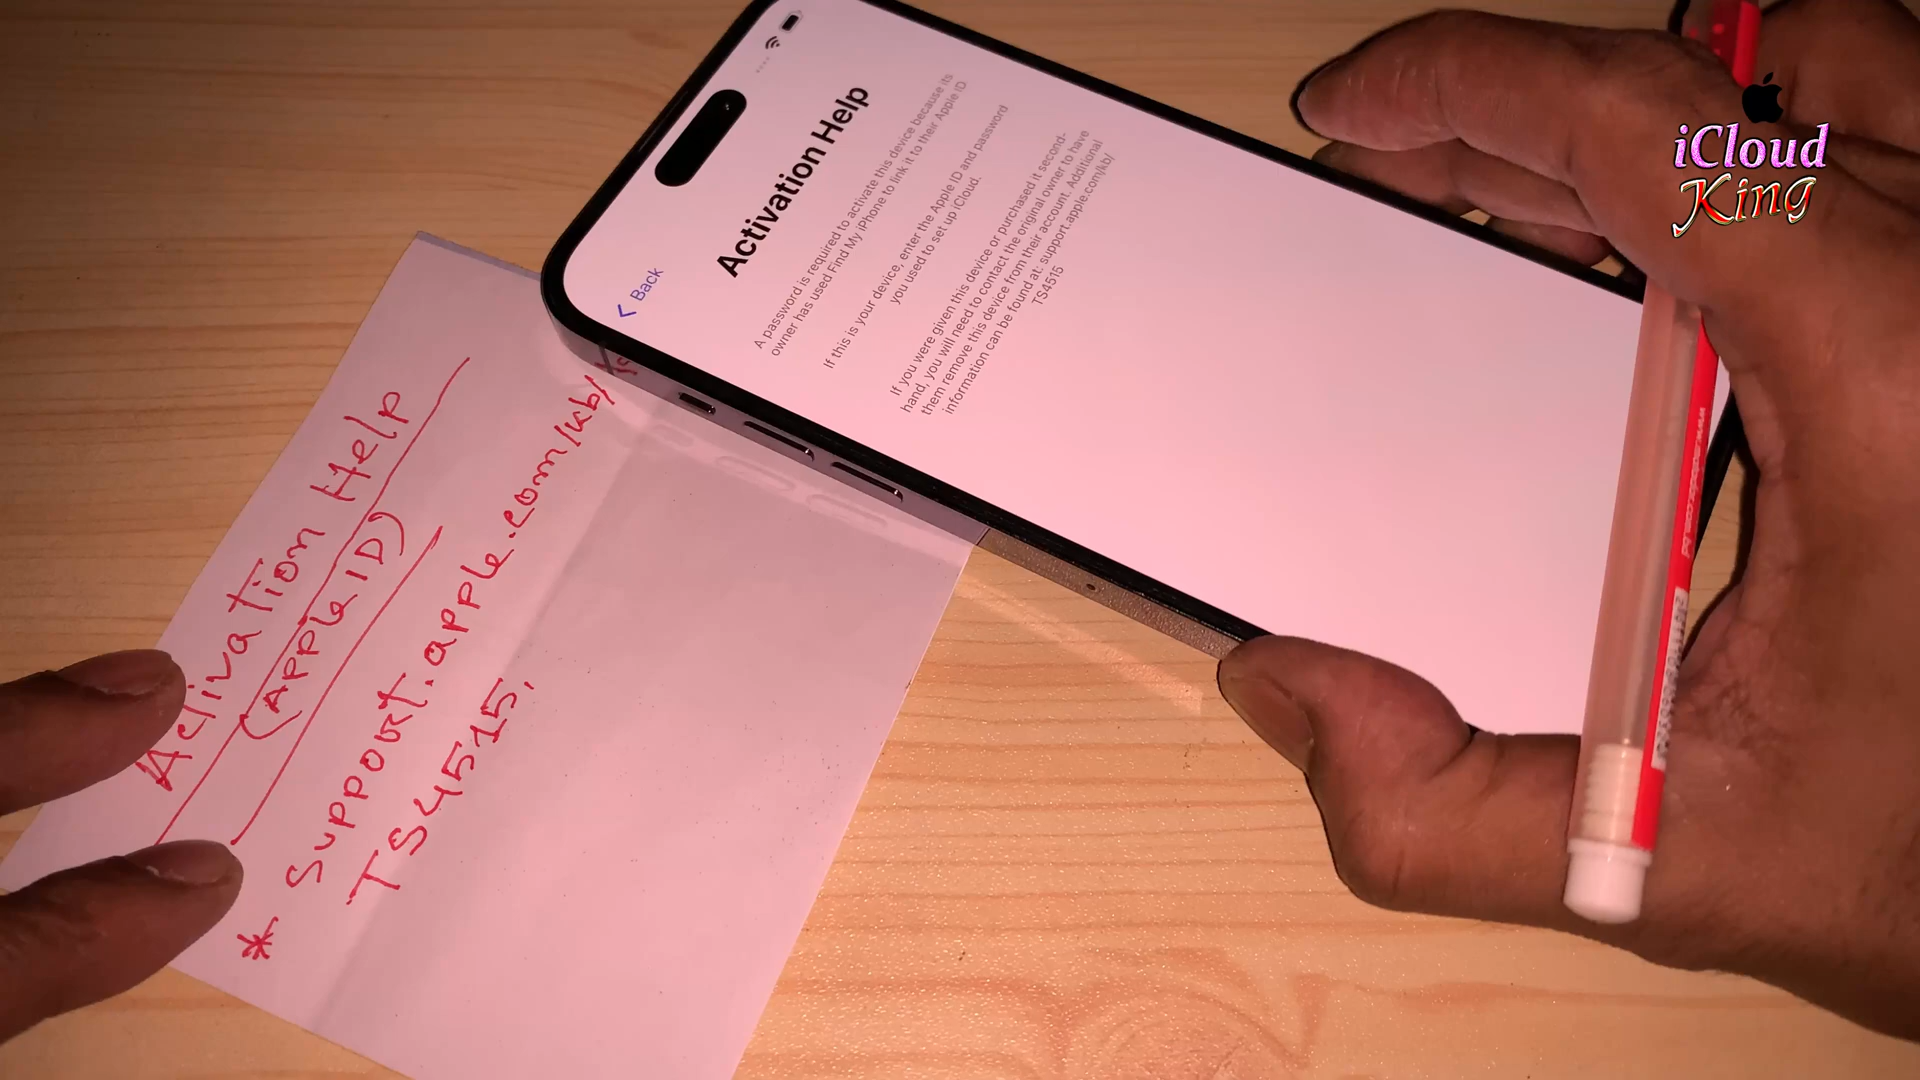 Activation Help
(APPLE ID)
* Support.apple.com/kb/
TS4515.
< Back
Activation Help
A password is required to activate this device because its
owner has used Find My iPhone to link it to their Apple ID
If this is your device, enter the Apple ID and password
you used to set up iCloud.
If you were given this device or purchased it second-
hand, you will need to contact the original owner to have
them remove this device from their account. Additional
information can be found at: support.apple.com/kb/
TS4515
iCloud
King